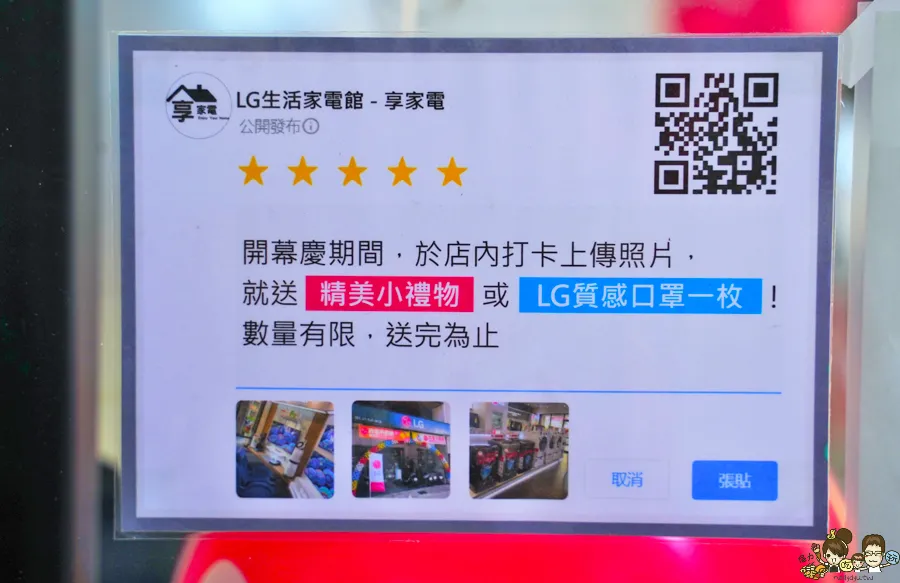 享家電
LG生活家電館 - 享家電
公開發布
開幕慶期間，於店內打卡上傳照片，
就送 精美小禮物 或 LG質感口罩一枚！
數量有限，送完為止
LG
取消
張貼